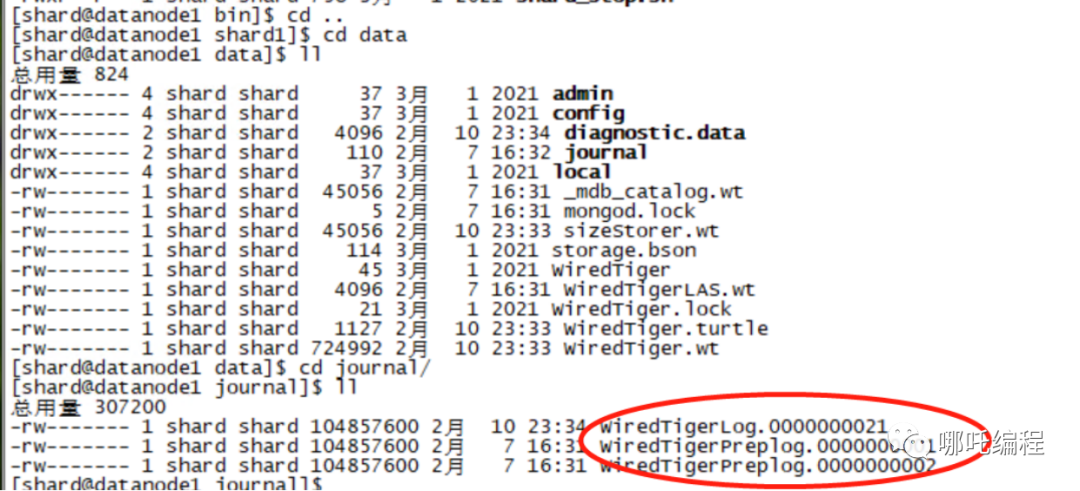 [shard@datanode1 bin]$ cd ..
[shard@datanode1 shard1]$ cd data
[shard@datanode1 data]$ ll
总用量 824
drwx------ 4 shard shard 37 3月 1 2021 admin
drwx------ 4 shard shard 37 3月 1 2021 config
drwx------ 2 shard shard 4096 2月 10 23:34 diagnostic.data
drwx------ 2 shard shard 110 2月 7 16:32 journal
drwx------ 4 shard shard 37 3月 1 2021 local
-rw------- 1 shard shard 45056 2月 7 16:31 _mdb_catalog.wt
-rw------- 1 shard shard 5 2月 7 16:31 mongod.lock
-rw------- 1 shard shard 45056 2月 10 23:33 sizeStorer.wt
-rw------- 1 shard shard 114 3月 1 2021 storage.bson
-rw------- 1 shard shard 45 3月 1 2021 WiredTiger
-rw------- 1 shard shard 4096 2月 7 16:31 WiredTigerLAS.wt
-rw------- 1 shard shard 21 3月 1 2021 WiredTiger.lock
-rw------- 1 shard shard 1127 2月 10 23:33 WiredTiger.turtle
-rw------- 1 shard shard 724992 2月 10 23:33 WiredTiger.wt
[shard@datanode1 data]$ cd journal/
[shard@datanode1 journal]$ ll
总用量 307200
-rw------- 1 shard shard 104857600 2月 10 23:34 WiredTigerLog.0000000021
-rw------- 1 shard shard 104857600 2月 7 16:31 WiredTigerPreplog.0000000001
-rw------- 1 shard shard 104857600 2月 7 16:31 WiredTigerPreplog.0000000002
[shard@datanode1 journal]$
哪吒编程